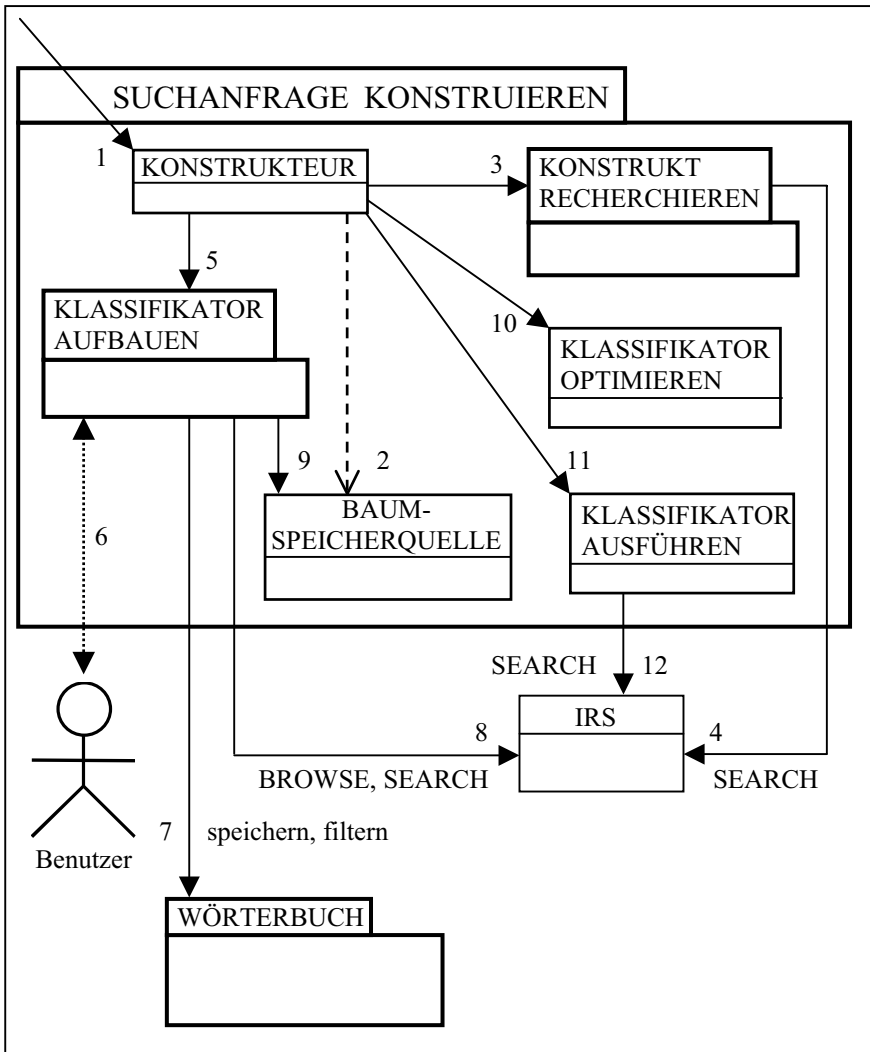 SUCHANFRAGE KONSTRUIEREN
1
KONSTRUKTEUR
3
KONSTRUKT
RECHERCHIEREN
5
KLASSIFIKATOR
AUFBAUEN
10
KLASSIFIKATOR
OPTIMIEREN
9
2
11
BAUM-
SPEICHERQUELLE
KLASSIFIKATOR
AUSFÜHREN
6
SEARCH
12
IRS
8
4
BROWSE, SEARCH
SEARCH
7
speichern, filtern
Benutzer
WÖRTERBUCH